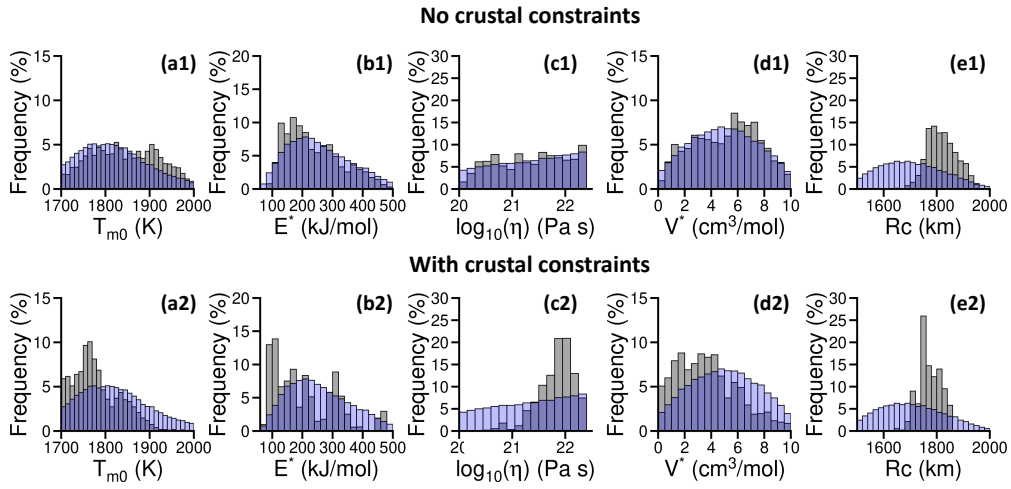 No crustal constraints
(a1)
Frequency (%)
15
10
5
0
1700 1800 1900 2000
Tm0 (K)
(b1)
Frequency (%)
20
15
10
5
0
100 200 300 400 500
E* (kJ/mol)
(c1)
Frequency (%)
30
25
20
15
10
5
0
20 21 22
log10(η) (Pa s)
(d1)
Frequency (%)
15
10
5
0
0 2 4 6 8 10
V* (cm3/mol)
(e1)
Frequency (%)
30
25
20
15
10
5
0
1600 1800 2000
Rc (km)
With crustal constraints
(a2)
Frequency (%)
15
10
5
0
1700 1800 1900 2000
Tm0 (K)
(b2)
Frequency (%)
20
15
10
5
0
100 200 300 400 500
E* (kJ/mol)
(c2)
Frequency (%)
30
25
20
15
10
5
0
21 22
log10(η) (Pa s)
(d2)
Frequency (%)
15
10
5
0
0 2 4 6 8 10
V* (cm3/mol)
(e2)
Frequency (%)
30
25
20
15
10
5
0
1800 2000
Rc (km)